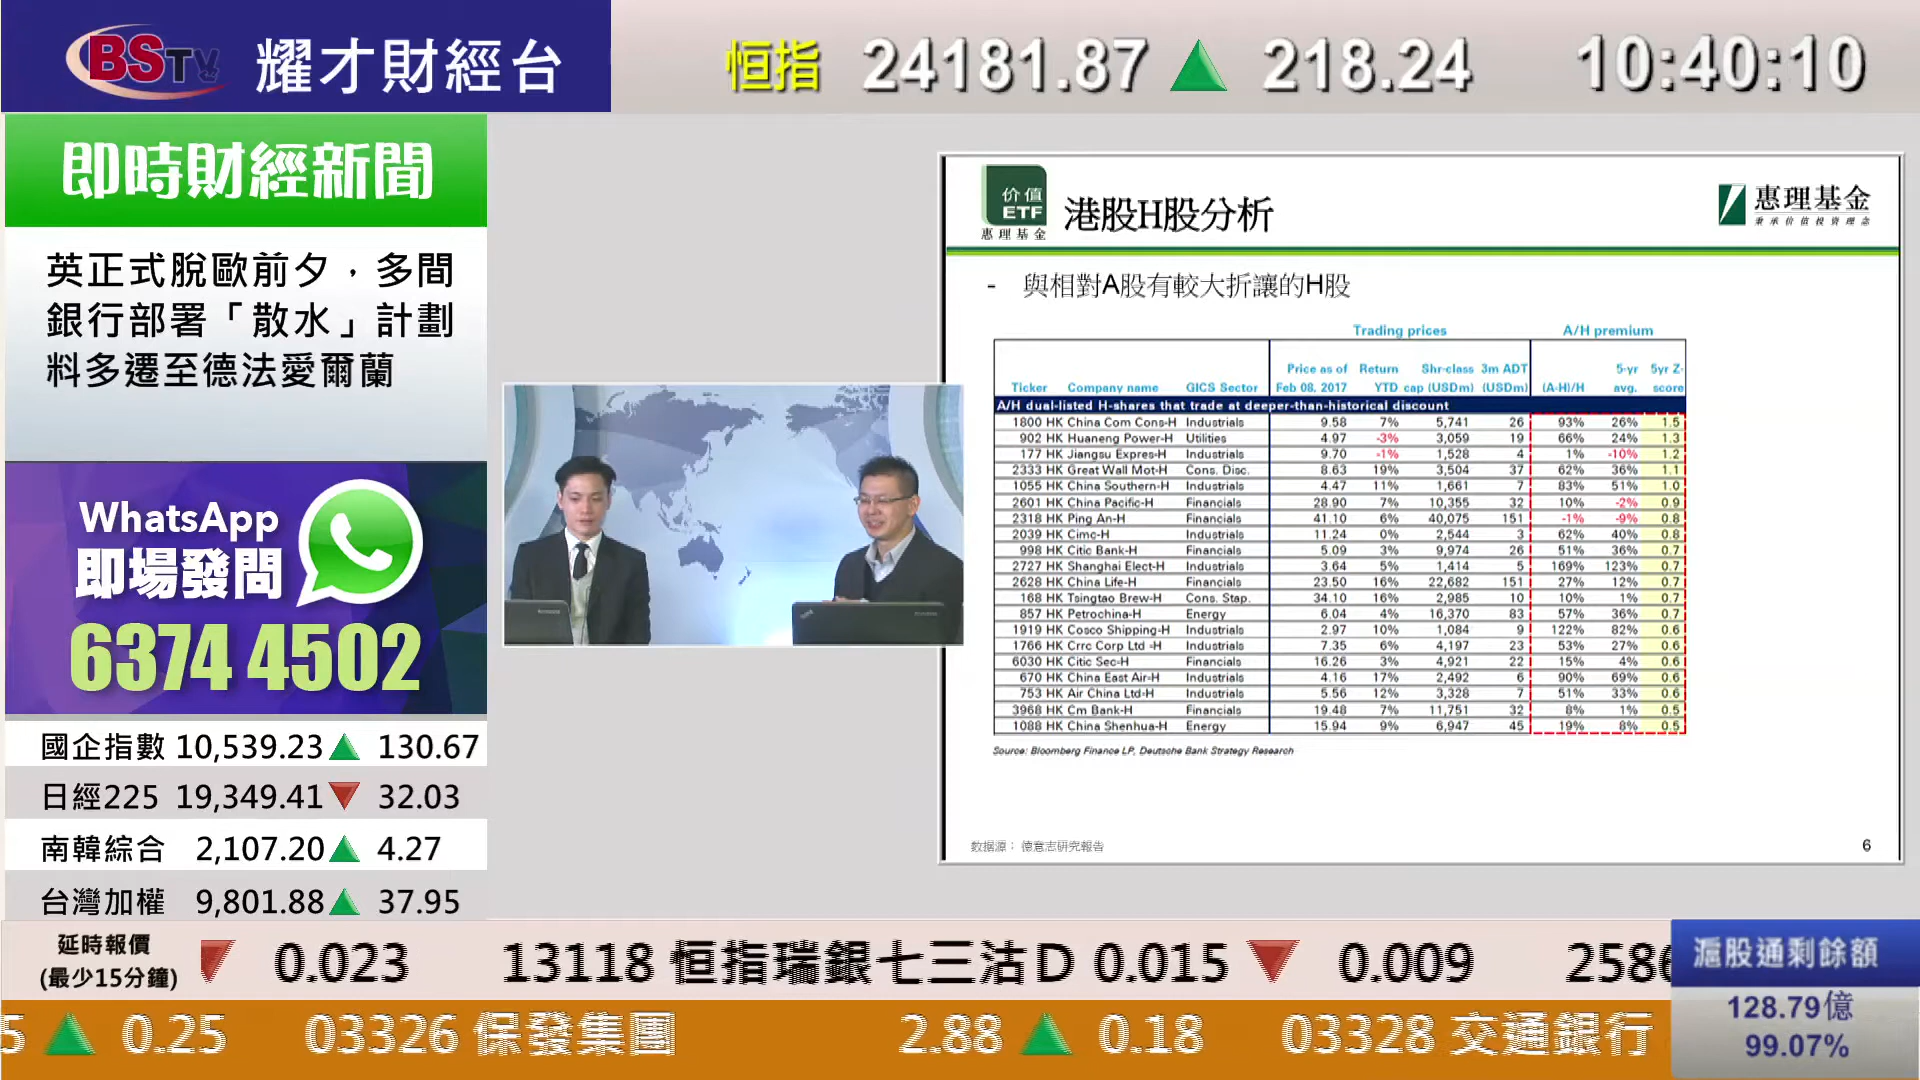 BSTV 耀才財經台
恒指 24181.87 ▲ 218.24 10:40:10
即時財經新聞
英正式脫歐前夕，多間
銀行部署「散水」計劃
料多遷至德法愛爾蘭
WhatsApp
即場發問
6374 4502
國企指數 10,539.23 ▲ 130.67
日經225 19,349.41 ▼ 32.03
南韓綜合 2,107.20 ▲ 4.27
台灣加權 9,801.88 ▲ 37.95
价值
ETF
惠理基金
港股H股分析
惠理基金
秉承价值投資理念
- 與相對A股有較大折讓的H股
Trading prices A/H premium
Price as of Return Shr-class 3m ADT 5-yr 5yr Z-
Ticker Company name GICS Sector Feb 08, 2017 YTD cap (USDm) (USDm) (A-H)/H avg. score
A/H dual-listed H-shares that trade at deeper-than-historical discount
1800 HK China Com Cons-H Industrials 9.58 7% 5,741 26 93% 26% 1.5
902 HK Huaneng Power-H Utilities 4.97 -3% 3,059 19 66% 24% 1.3
177 HK Jiangsu Expres-H Industrials 9.70 -1% 1,528 4 1% -10% 1.2
2333 HK Great Wall Mot-H Cons. Disc. 8.63 19% 3,504 37 62% 36% 1.1
1055 HK China Southern-H Industrials 4.47 11% 1,661 7 83% 51% 1.0
2601 HK China Pacific-H Financials 28.90 7% 10,355 32 10% -2% 0.9
2318 HK Ping An-H Financials 41.10 6% 40,075 151 -1% -9% 0.8
2039 HK Cimc-H Industrials 11.24 0% 2,544 3 62% 40% 0.8
998 HK Citic Bank-H Financials 5.09 3% 9,974 26 51% 36% 0.7
2727 HK Shanghai Elect-H Industrials 3.64 5% 1,414 5 169% 123% 0.7
2628 HK China Life-H Financials 23.50 16% 22,682 151 27% 12% 0.7
168 HK Tsingtao Brew-H Cons. Stap. 34.10 16% 2,985 10 10% 1% 0.7
857 HK Petrochina-H Energy 6.04 4% 16,370 83 57% 36% 0.7
1919 HK Cosco Shipping-H Industrials 2.97 10% 1,084 9 122% 82% 0.6
1766 HK Crrc Corp Ltd -H Industrials 7.35 6% 4,197 23 53% 27% 0.6
6030 HK Citic Sec-H Financials 16.26 3% 4,921 22 15% 4% 0.6
670 HK China East Air-H Industrials 4.16 17% 2,492 6 90% 69% 0.6
753 HK Air China Ltd-H Industrials 5.56 12% 3,328 7 51% 33% 0.6
3968 HK Cm Bank-H Financials 19.48 7% 11,751 32 8% 1% 0.5
1088 HK China Shenhua-H Energy 15.94 9% 6,947 45 19% 8% 0.5
Source: Bloomberg Finance LP, Deutsche Bank Strategy Research
数据源： 德意志研究報告 6
延時報價
(最少15分鐘)
▼ 0.023 13118 恒指瑞銀七三沽D 0.015 ▼ 0.009 2586
5 ▲ 0.25 03326 保發集團 2.88 ▲ 0.18 03328 交通銀行
滬股通剩餘額
128.79億
99.07%